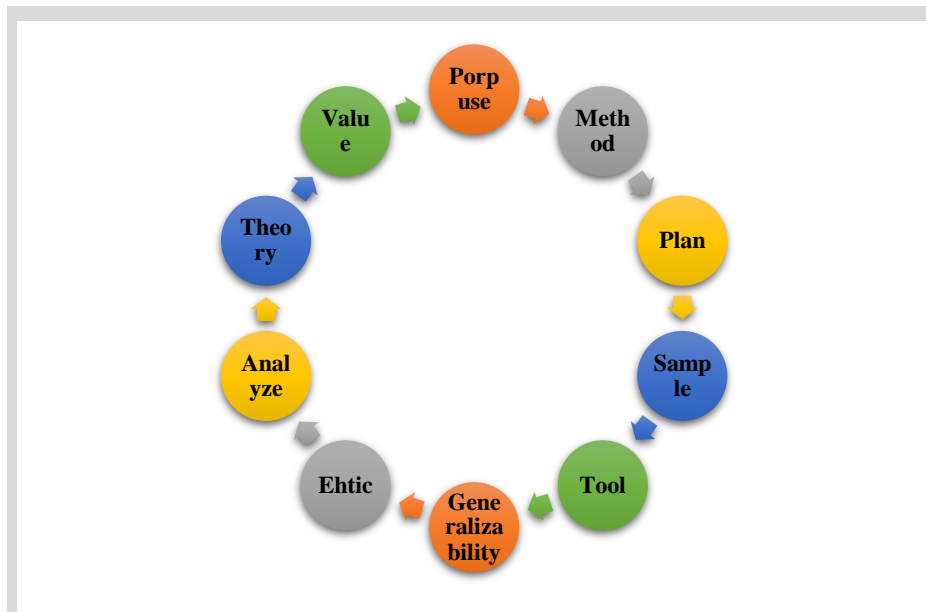 Porp
use
Meth
od
Plan
Samp
le
Tool
Gene
raliza
bility
Ehtic
Anal
yze
Theo
ry
Valu
e